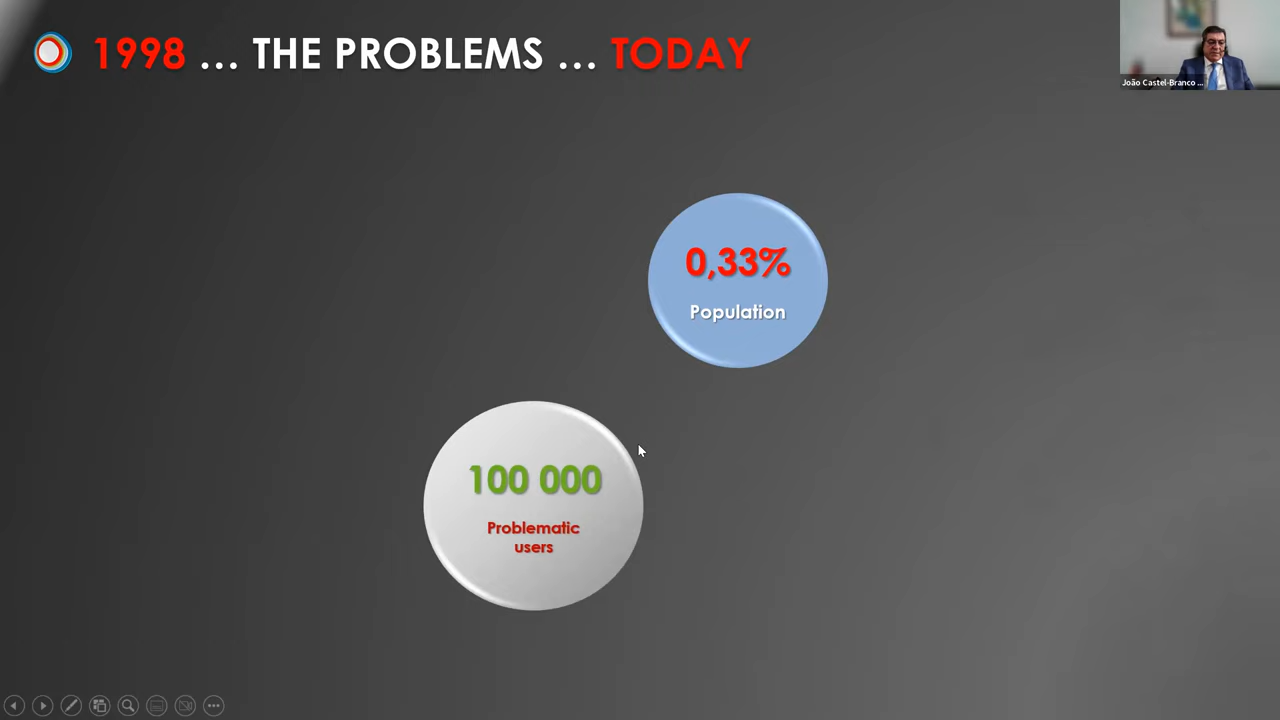 1998 ... THE PROBLEMS ... TODAY
João Castel-Branco ...
0,33%
Population
100 000
Problematic
users